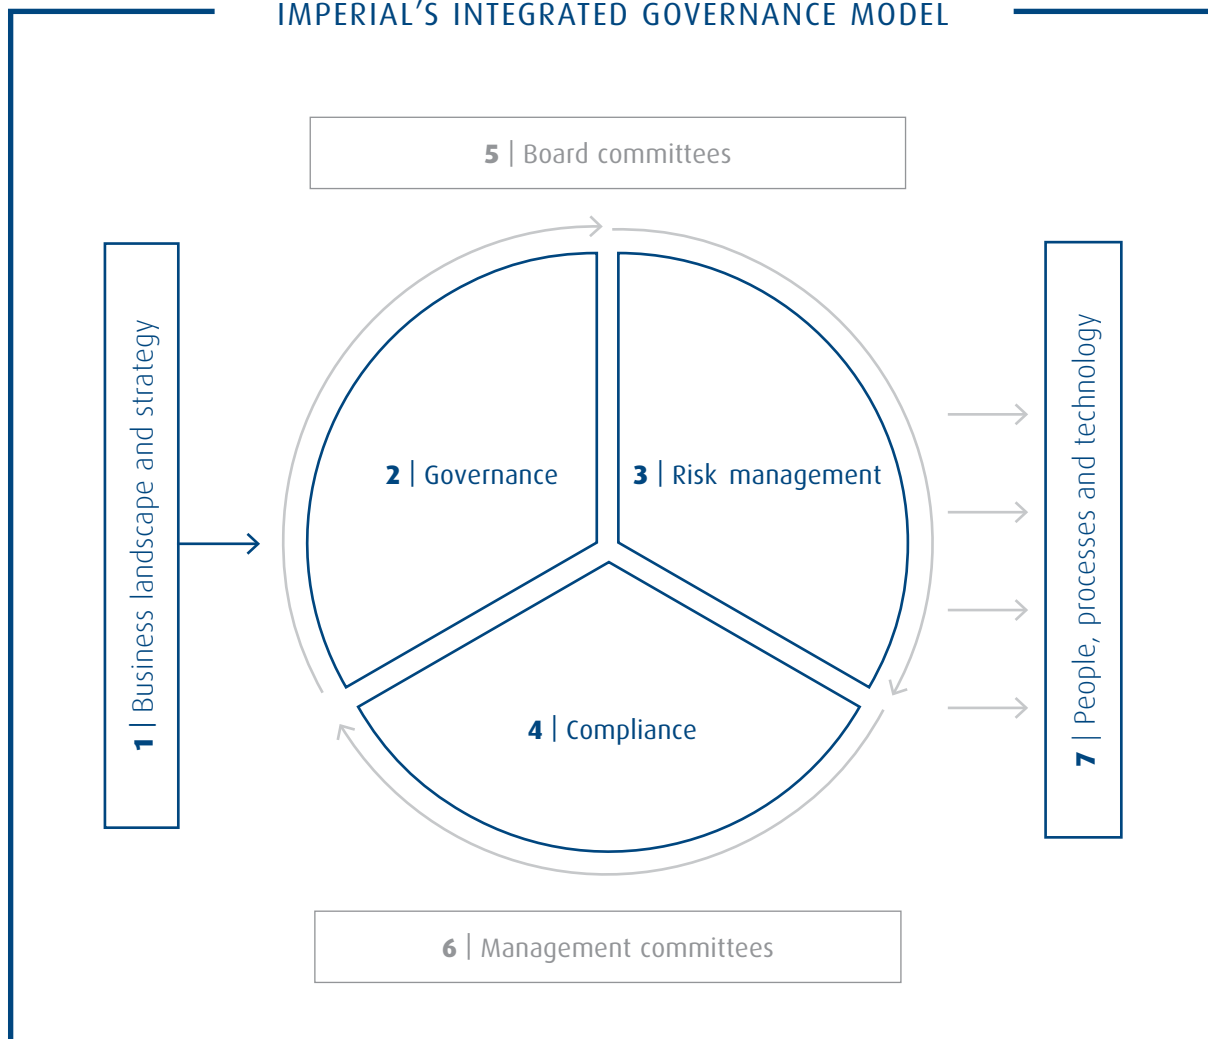 IMPERIAL'S INTEGRATED GOVERNANCE MODEL
5 | Board committees
1 | Business landscape and strategy
2 | Governance
3 | Risk management
4 | Compliance
7 | People, processes and technology
6 | Management committees